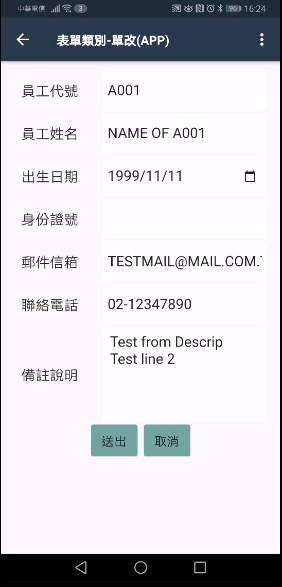 中華電信 3 96 16:24
表單類別-單改(APP)
員工代號 A001
員工姓名 NAME OF A001
出生日期 1999/11/11
身份證號
郵件信箱 TESTMAIL@MAIL.COM.
聯絡電話 02-12347890
備註說明 Test from Descrip
Test line 2
送出 取消